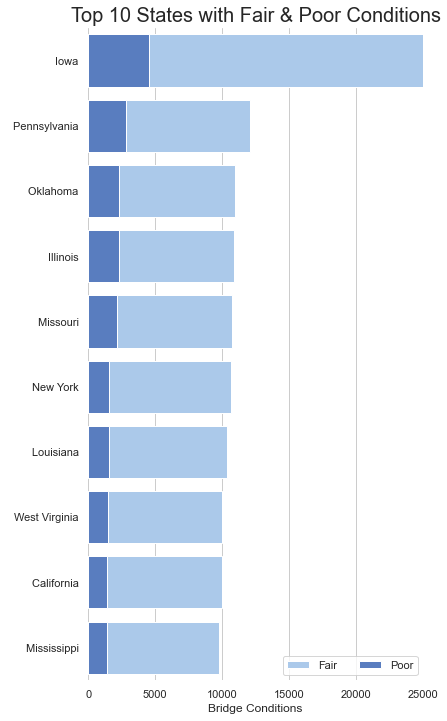 Top 10 States with Fair & Poor Conditions
Iowa
Pennsylvania
Oklahoma
Illinois
Missouri
New York
Louisiana
West Virginia
California
Mississippi
Fair Poor
0 5000 10000 15000 20000 25000
Bridge Conditions